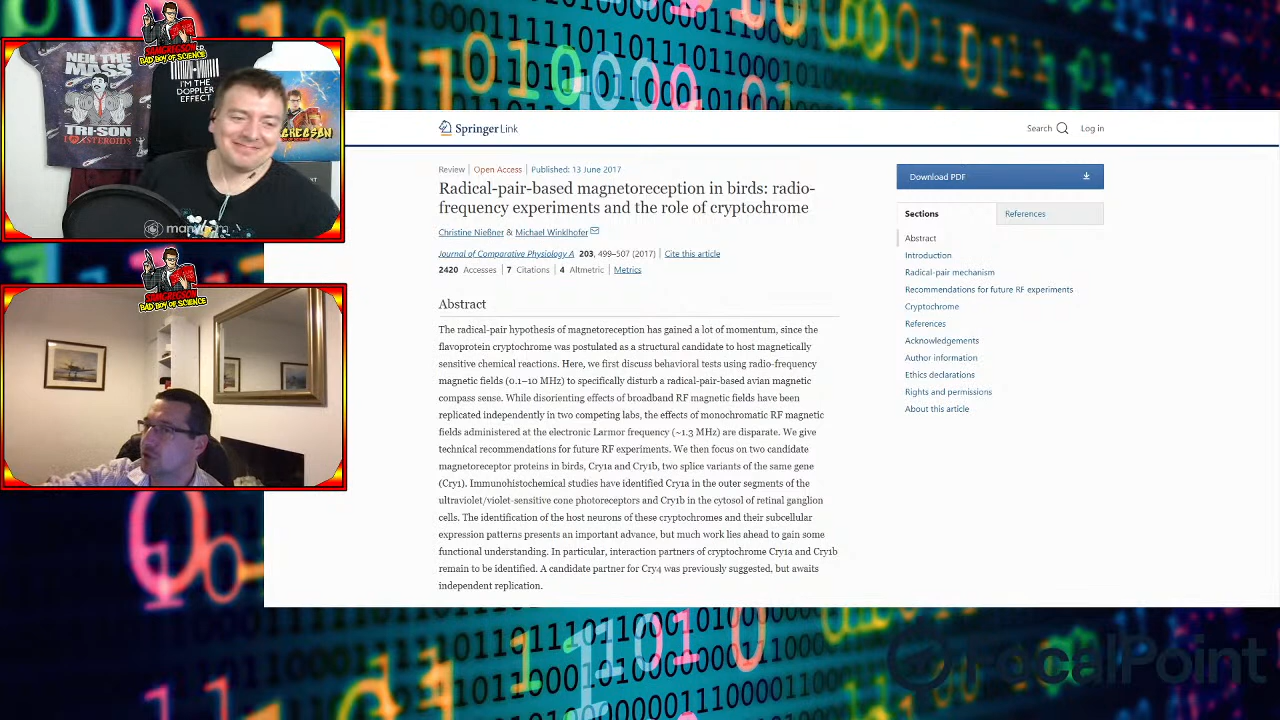 SAMGREGSON
BAD BOY OF SCIENCE
NEIL THE
MASS
TRI-SON
I'M THE
DOPPLER
EFFECT
SAMGREGSON
BAD BOY OF SCIENCE
Springer Link
Search
Log in
Review | Open Access | Published: 13 June 2017
Radical-pair-based magnetoreception in birds: radio-
frequency experiments and the role of cryptochrome
Christine Nießner & Michael Winklhofer
Journal of Comparative Physiology A 203, 499–507 (2017) | Cite this article
2420 Accesses | 7 Citations | 4 Altmetric | Metrics
Abstract
The radical-pair hypothesis of magnetoreception has gained a lot of momentum, since the
flavoprotein cryptochrome was postulated as a structural candidate to host magnetically
sensitive chemical reactions. Here, we first discuss behavioral tests using radio-frequency
magnetic fields (0.1–10 MHz) to specifically disturb a radical-pair-based avian magnetic
compass sense. While disorienting effects of broadband RF magnetic fields have been
replicated independently in two competing labs, the effects of monochromatic RF magnetic
fields administered at the electronic Larmor frequency (~1.3 MHz) are disparate. We give
technical recommendations for future RF experiments. We then focus on two candidate
magnetoreceptor proteins in birds, Cry1a and Cry1b, two splice variants of the same gene
(Cry1). Immunohistochemical studies have identified Cry1a in the outer segments of the
ultraviolet/violet-sensitive cone photoreceptors and Cry1b in the cytosol of retinal ganglion
cells. The identification of the host neurons of these cryptochromes and their subcellular
expression patterns presents an important advance, but much work lies ahead to gain some
functional understanding. In particular, interaction partners of cryptochrome Cry1a and Cry1b
remain to be identified. A candidate partner for Cry4 was previously suggested, but awaits
independent replication.
Download PDF
Sections
References
Abstract
Introduction
Radical-pair mechanism
Recommendations for future RF experiments
Cryptochrome
References
Acknowledgements
Author information
Ethics declarations
Rights and permissions
About this article
FocalPoint